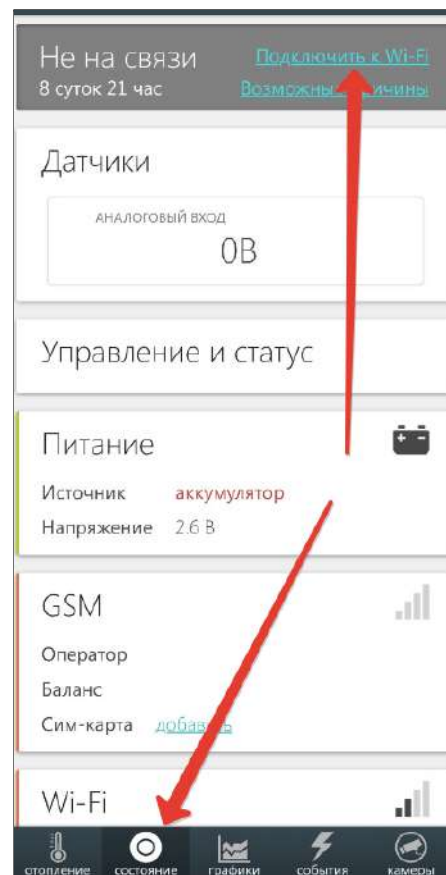 Не на связи Подключить к Wi-Fi
8 суток 21 час
Датчики
АНАЛОГОВЫЙ ВХОД
0В
Управление и статус
Питание
Источник аккумулятор
Напряжение 2.6 В
GSM
Оператор
Баланс
Сим-карта
Wi-Fi
отопление состояние графики события камеры